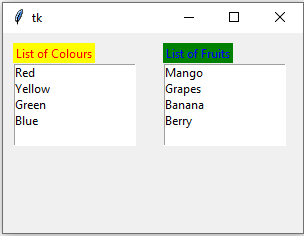 tk
List of Colours
Red
Yellow
Green
Blue
List of Fruits
Mango
Grapes
Banana
Berry